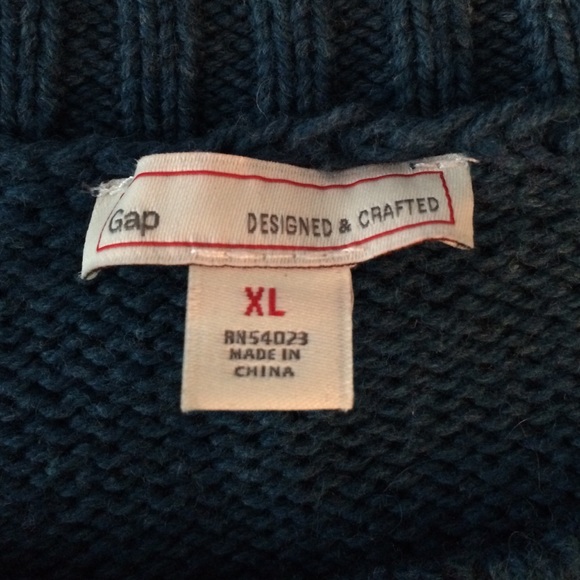 Gap DESIGNED & CRAFTED
XL
RN54023
MADE IN
CHINA